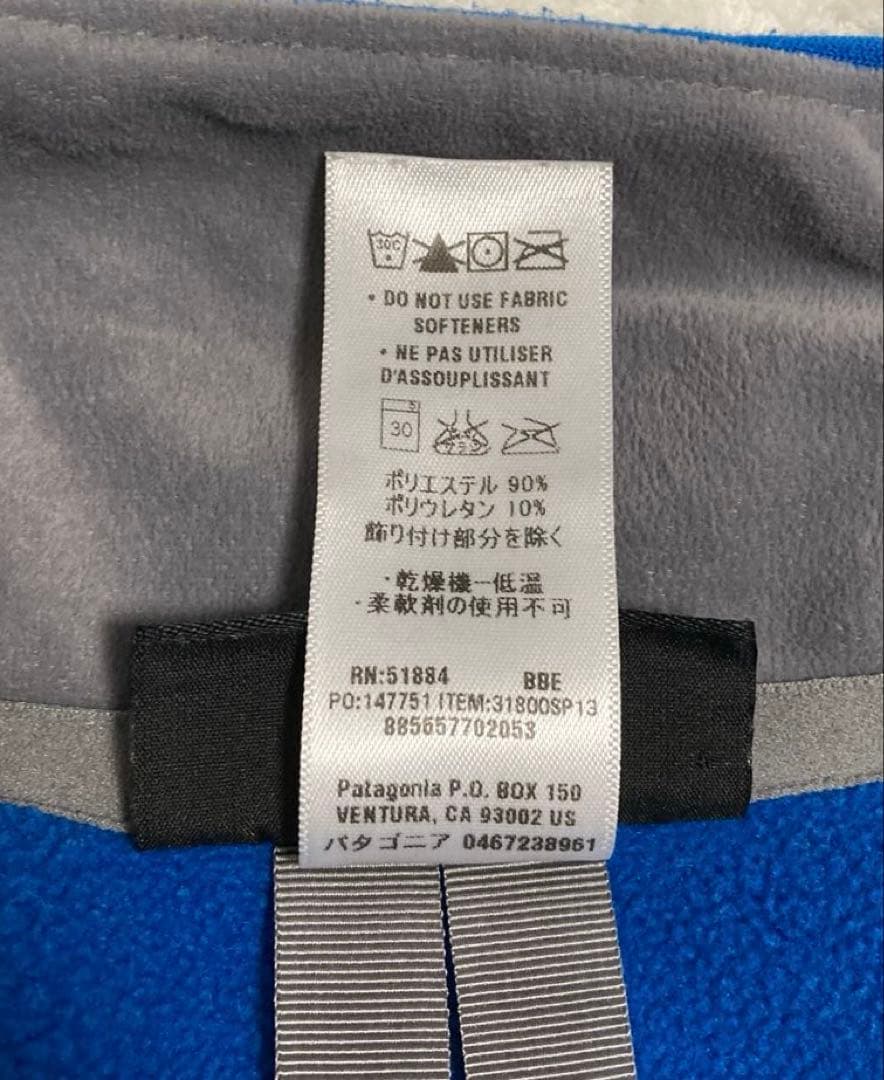 30C
• DO NOT USE FABRIC
SOFTENERS
• NE PAS UTILISER
D'ASSOUPLISSANT
30
ポリエステル 90%
ポリウレタン 10%
飾り付け部分を除く
・乾燥機ー低温
・柔軟剤の使用不可
RN:51884 BBE
PO:147751 ITEM:31800SP13
885657702053
Patagonia P.O. BOX 150
VENTURA, CA 93002 US
パタゴニア 0467238961